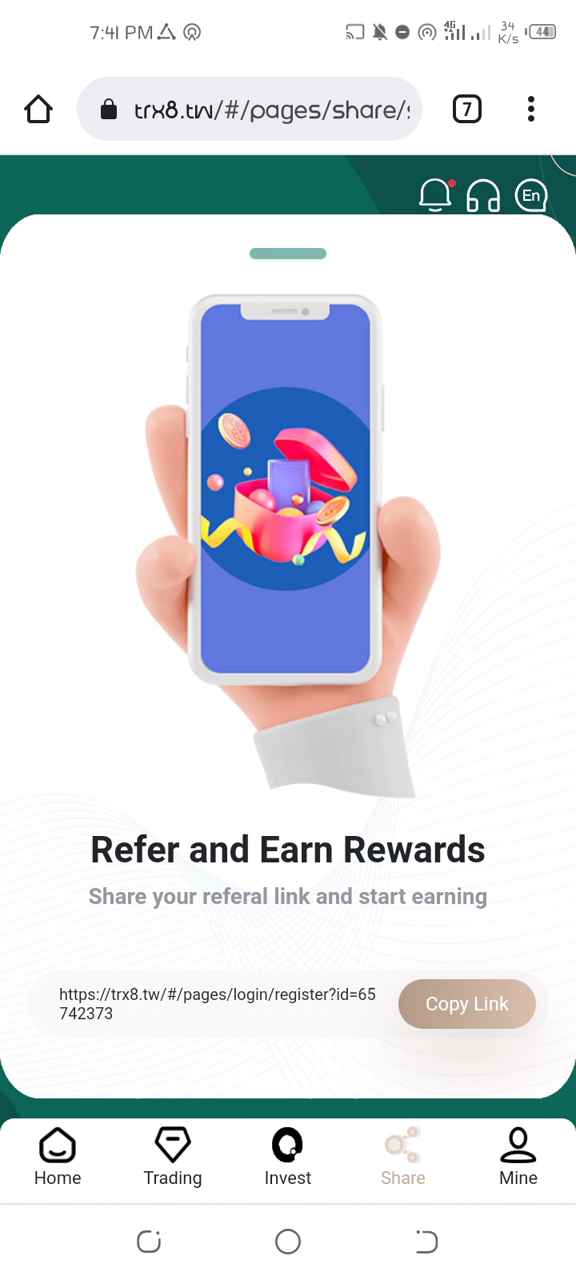 7:41 PM
4G
34
K/s
44
trx8.tw/#/pages/share/
7
En
Refer and Earn Rewards
Share your referal link and start earning
https://trx8.tw/#/pages/login/register?id=65
742373
Copy Link
Home
Trading
Invest
Share
Mine